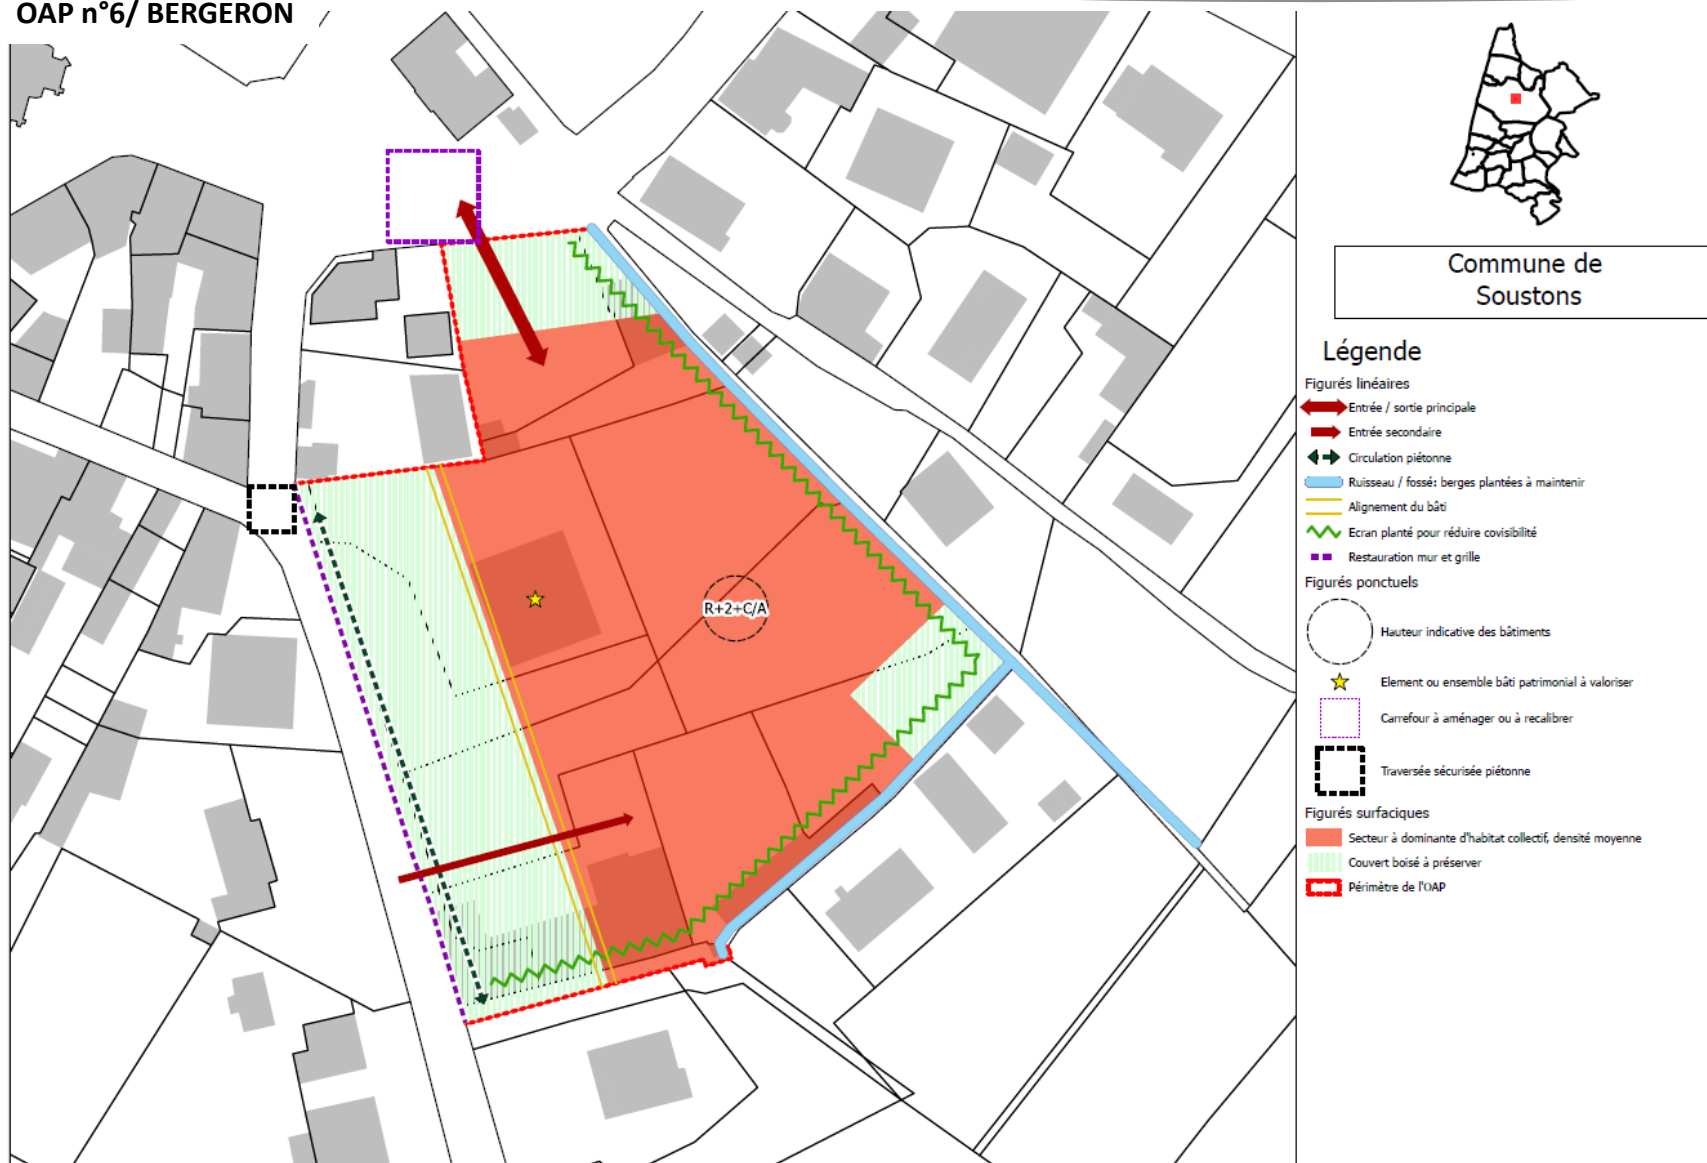 OAP n°6/ BERGERON
R+2+C/A
Commune de
Soustons
Légende
Figurés linéaires
Entrée / sortie principale
Entrée secondaire
Circulation piétonne
Ruisseau / fossé: berges plantées à maintenir
Alignement du bâti
Ecran planté pour réduire covisibilité
Restauration mur et grille
Figurés ponctuels
Hauteur indicative des bâtiments
Element ou ensemble bâti patrimonial à valoriser
Carrefour à aménager ou à recalibrer
Traversée sécurisée piétonne
Figurés surfaciques
Secteur à dominante d'habitat collectif, densité moyenne
Couvert boisé à préserver
Périmètre de l'OAP